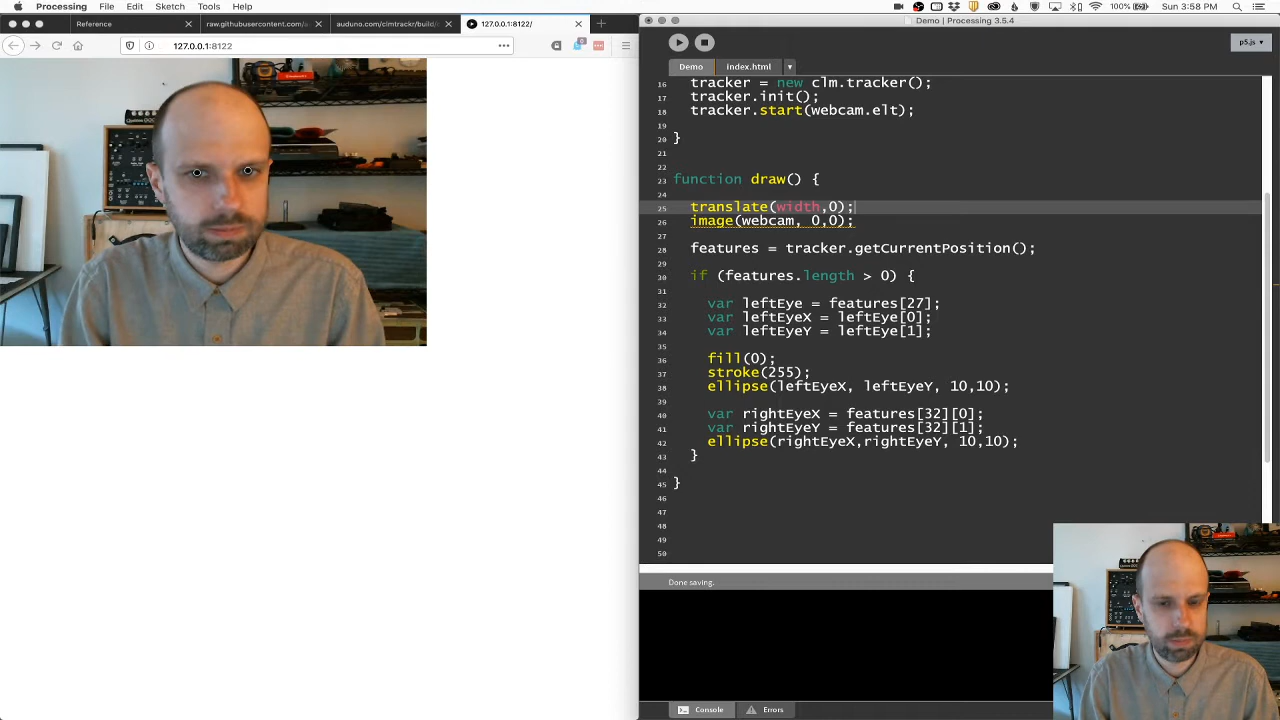 Processing File Edit Sketch Tools Help
100% Sun 3:58 PM
Reference
raw.githubusercontent.com/a
auduno.com/clmtrackr/build/c
127.0.0.1:8122/
127.0.0.1:8122
Demo | Processing 3.5.4
p5.js
Demo index.html
16 tracker = new clm.tracker();
17 tracker.init();
18 tracker.start(webcam.elt);
19
20 }
21
22
23 function draw() {
24
25 translate(width,0);
26 image(webcam, 0,0);
28 features = tracker.getCurrentPosition();
30 if (features.length > 0) {
31
32 var leftEye = features[27];
33 var leftEyeX = leftEye[0];
34 var leftEyeY = leftEye[1];
35
36 fill(0);
37 stroke(255);
38 ellipse(leftEyeX, leftEyeY, 10,10);
39
40 var rightEyeX = features[32][0];
41 var rightEyeY = features[32][1];
42 ellipse(rightEyeX,rightEyeY, 10,10);
43 }
44
45 }
46
47
48
49
50
Done saving.
Console Errors